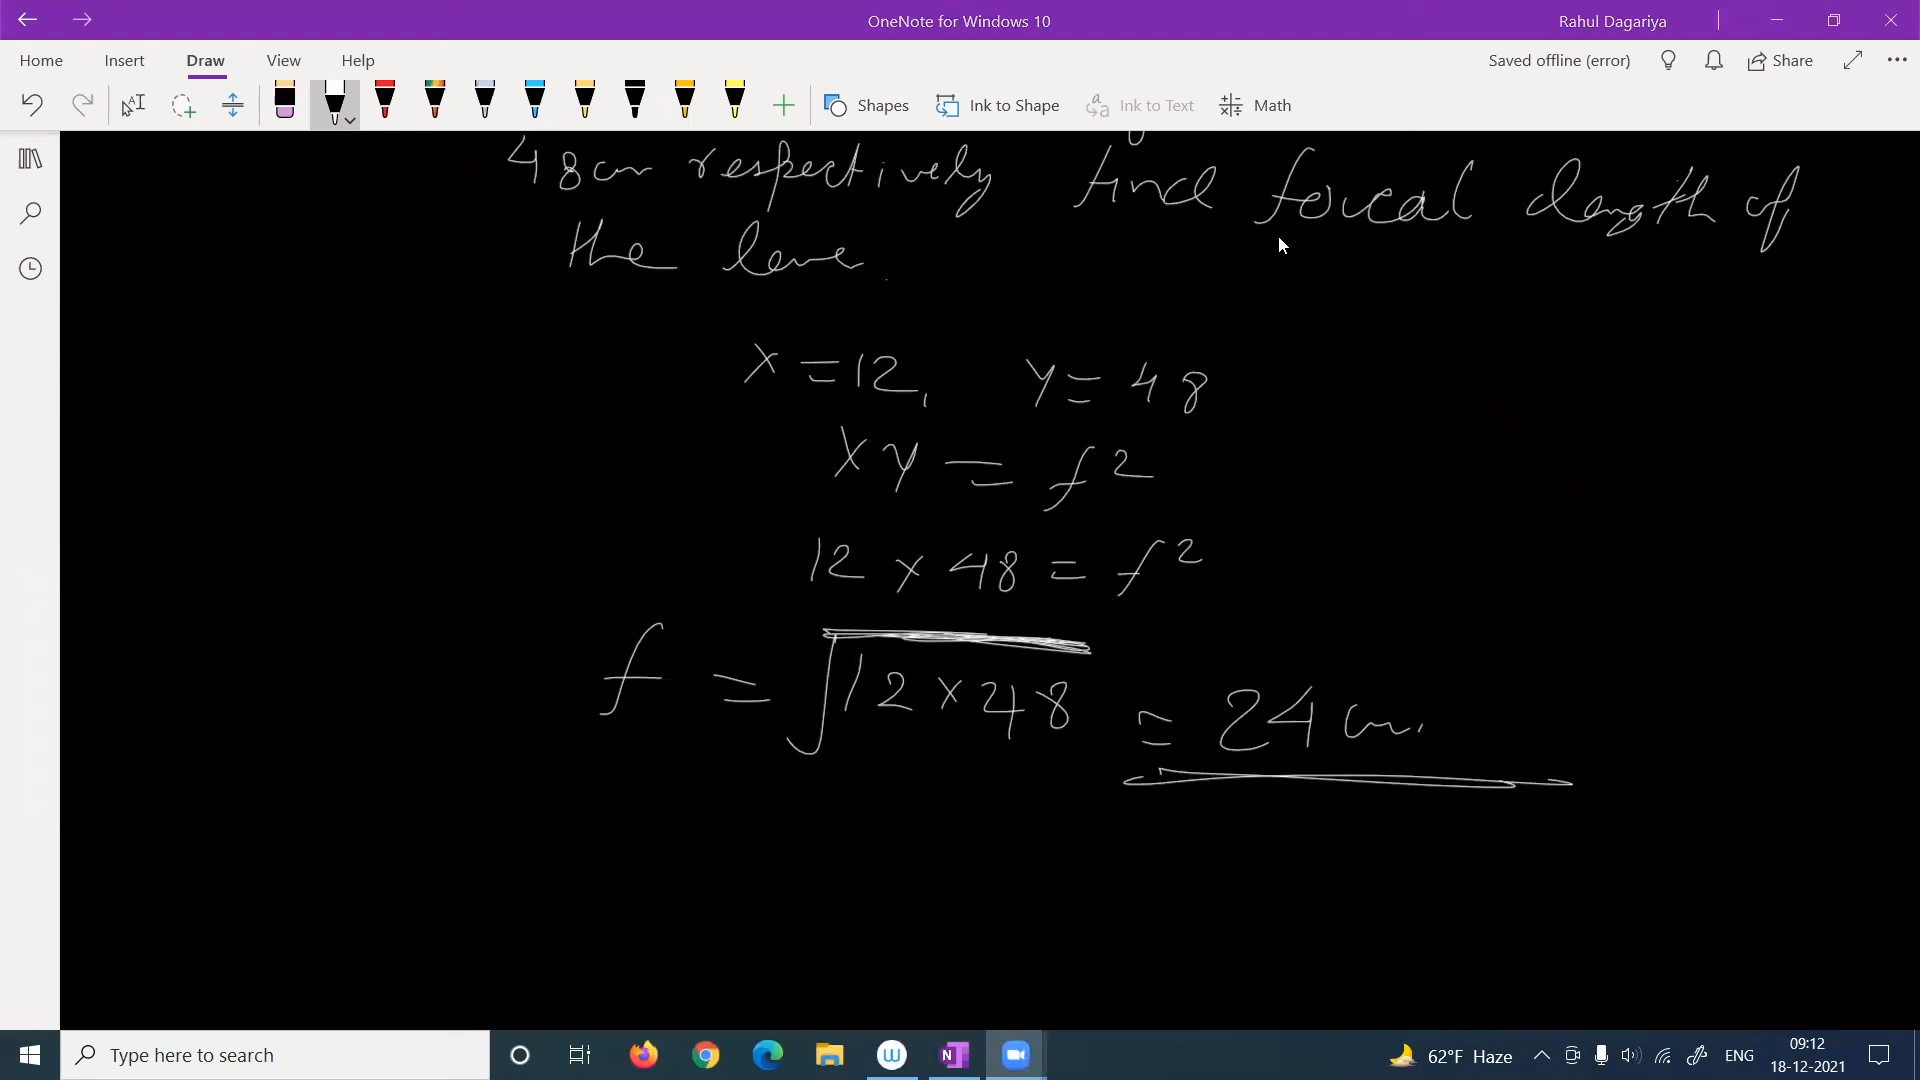 OneNote for Windows 10
Rahul Dagariya
Home Insert Draw View Help
Saved offline (error) Share
Shapes Ink to Shape Ink to Text Math
48cm respectively find foucal length of
the lense.
x = 12, y = 48
xy = f²
12 × 48 = f²
f = √12 × 48 = 24 cm.
Type here to search
62°F Haze
ENG
09:12
18-12-2021